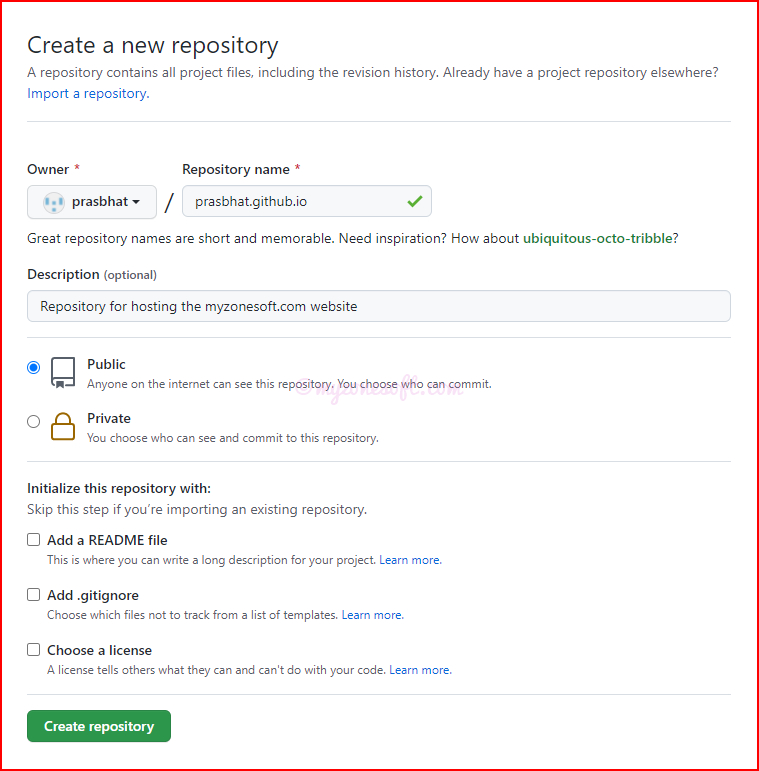 Create a new repository
A repository contains all project files, including the revision history. Already have a project repository elsewhere?
Import a repository.
Owner *
Repository name *
prasbhat
/
prasbhat.github.io
Great repository names are short and memorable. Need inspiration? How about ubiquitous-octo-tribble?
Description (optional)
Repository for hosting the myzonesoft.com website
Public
Anyone on the internet can see this repository. You choose who can commit.
©myzonesoft.com
Private
You choose who can see and commit to this repository.
Initialize this repository with:
Skip this step if you’re importing an existing repository.
Add a README file
This is where you can write a long description for your project. Learn more.
Add .gitignore
Choose which files not to track from a list of templates. Learn more.
Choose a license
A license tells others what they can and can't do with your code. Learn more.
Create repository